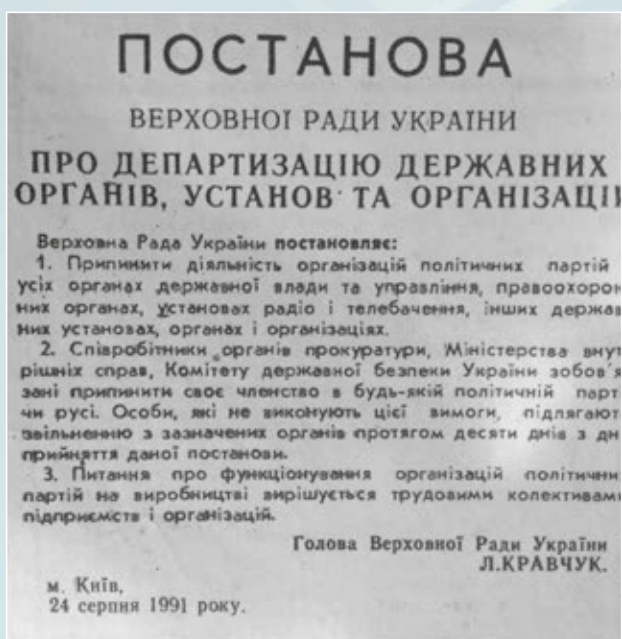 ПОСТАНОВА
ВЕРХОВНОЇ РАДИ УКРАЇНИ
ПРО ДЕПАРТИЗАЦІЮ ДЕРЖАВНИХ
ОРГАНІВ, УСТАНОВ ТА ОРГАНІЗАЦІЙ
Верховна Рада України постановляє:
1. Припинити діяльність організацій політичних партій
усіх органах державної влади та управління, правоохорон
них органах, установах радіо і телебачення, інших держав
них установах, органах і організаціях.
2. Співробітники органів прокуратури, Міністерства внут
рішніх справ, Комітету державної безпеки України зобов'я
зані припинити своє членство в будь-якій політичній парт
чи русі. Особи, які не виконують цієї вимоги, підлягают
звільненню з зазначених органів протягом десяти днів з дн
прийняття даної постанови.
3. Питання про функціонування організацій політични
партій на виробництві вирішується трудовими колективам
підприємств і організацій.
Голова Верховної Ради України
Л.КРАВЧУК.
м. Київ,
24 серпня 1991 року.